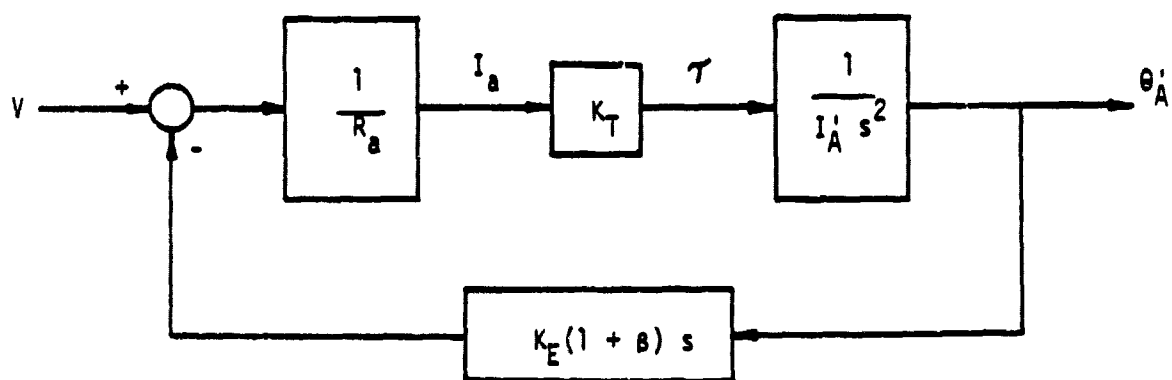 V
+
-
1
R_a
I_a
K_T
τ
1
I'_A s^2
θ'_A
K_E(1 + β) s